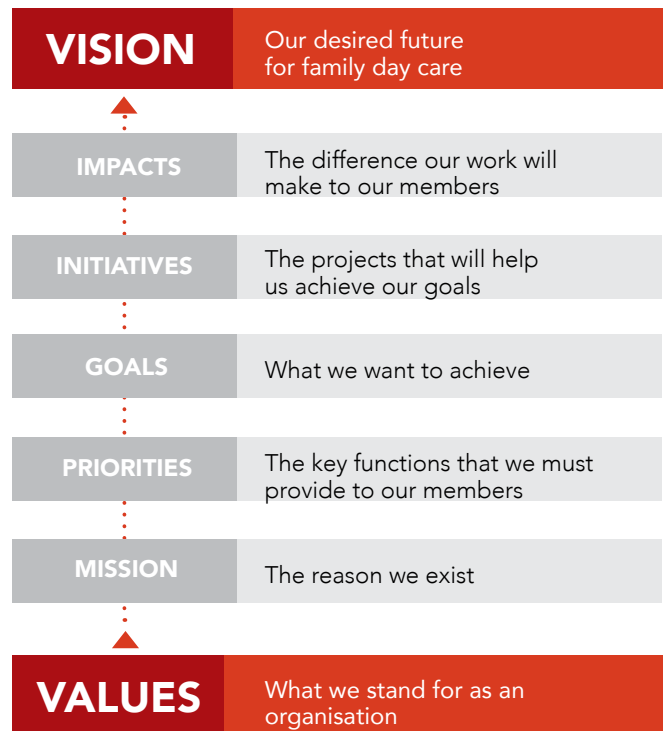 VISION
Our desired future
for family day care
IMPACTS
The difference our work will
make to our members
INITIATIVES
The projects that will help
us achieve our goals
GOALS
What we want to achieve
PRIORITIES
The key functions that we must
provide to our members
MISSION
The reason we exist
VALUES
What we stand for as an
organisation